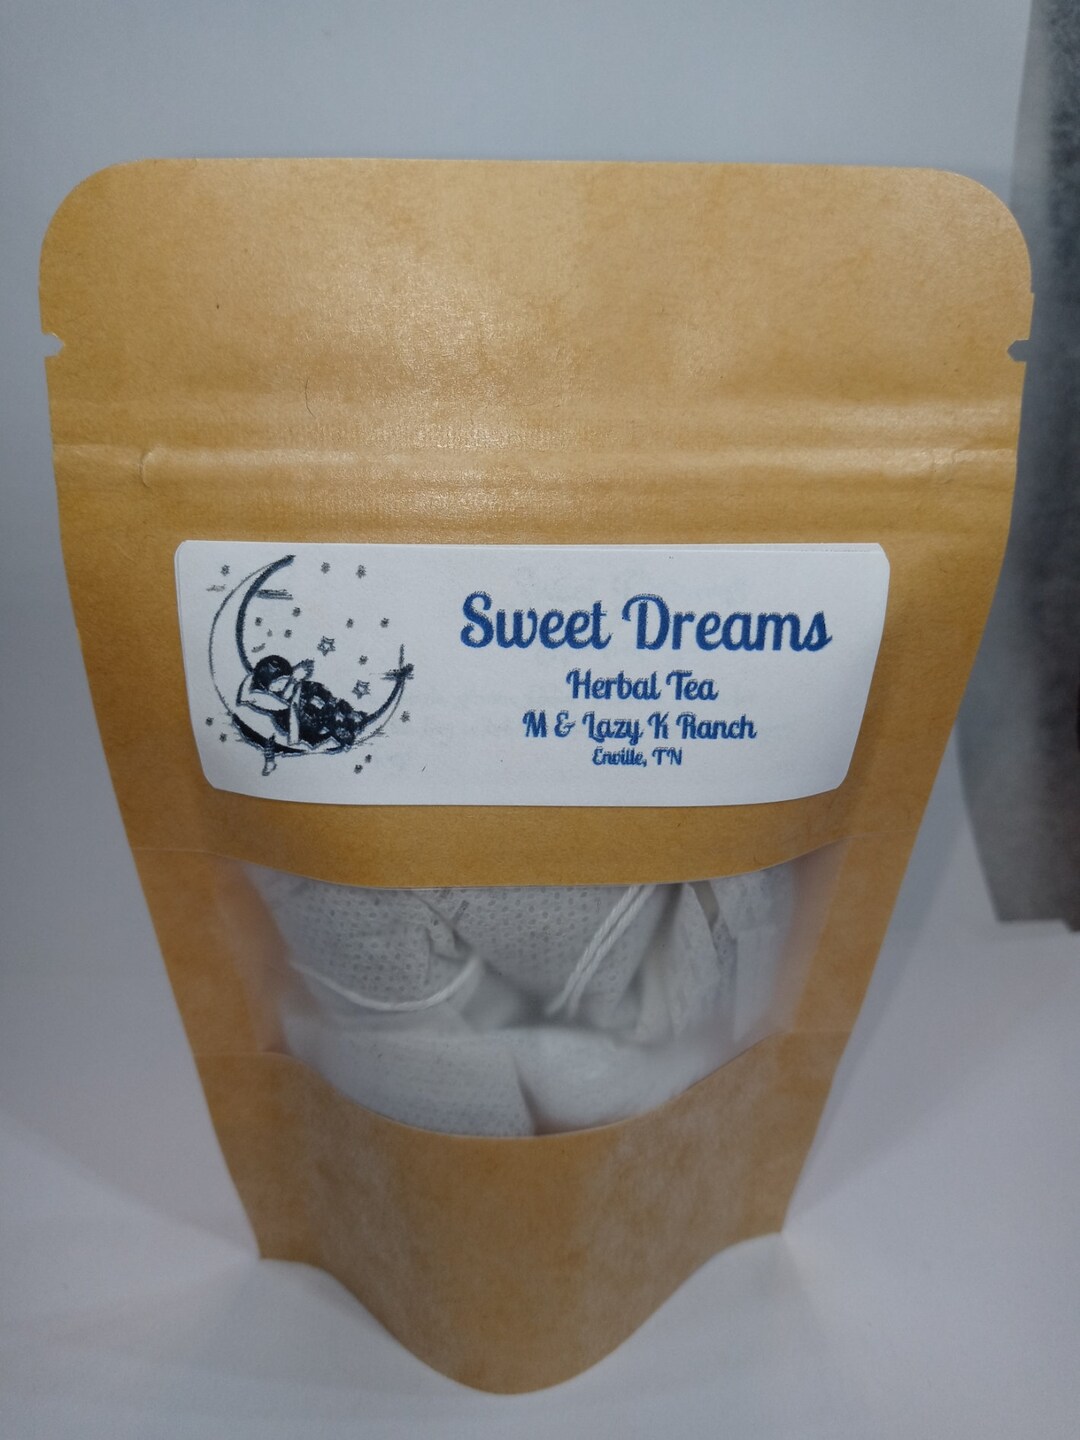 Sweet Dreams
Herbal Tea
M & Lazy K Ranch
Enville, TN